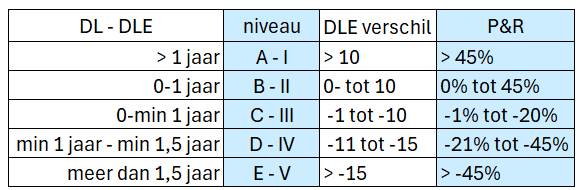 DL - DLE niveau DLE verschil P&R
> 1 jaar A - I > 10 > 45%
0-1 jaar B - II 0- tot 10 0% tot 45%
0-min 1 jaar C - III -1 tot -10 -1% tot -20%
min 1 jaar - min 1,5 jaar D - IV -11 tot -15 -21% tot -45%
meer dan 1,5 jaar E - V > -15 > -45%